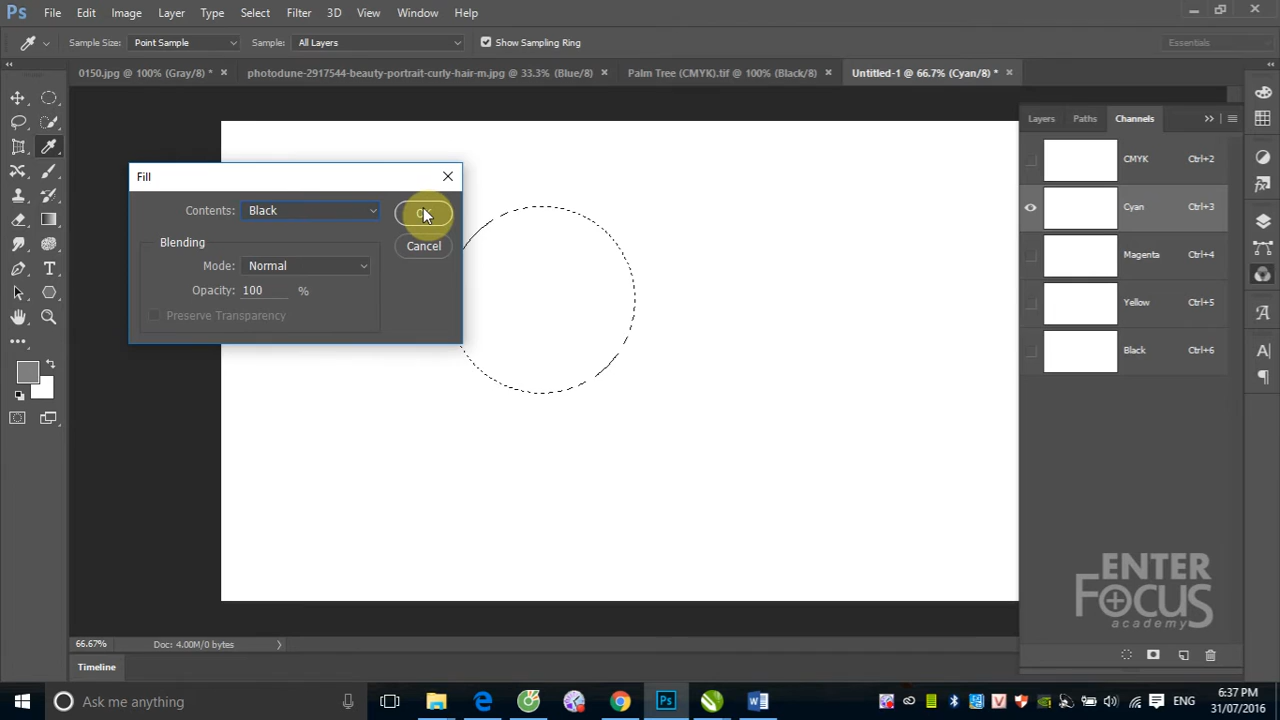 Ps File Edit Image Layer Type Select Filter 3D View Window Help
Sample Size: Point Sample Sample: All Layers Show Sampling Ring Essentials
0150.jpg @ 100% (Gray/8) * × photodune-2917544-beauty-portrait-curly-hair-m.jpg @ 33.3% (Blue/8) × Palm Tree (CMYK).tif @ 100% (Black/8) × Untitled-1 @ 66.7% (Cyan/8) * ×
Layers Paths Channels
CMYK Ctrl+2
Cyan Ctrl+3
Magenta Ctrl+4
Yellow Ctrl+5
Black Ctrl+6
Fill
Contents: Black
OK
Cancel
Blending
Mode: Normal
Opacity: 100 %
Preserve Transparency
ENTER
FOCUS
academy
66.67% Doc: 4.00M/0 bytes
Timeline
Ask me anything
Ps
ENG
6:37 PM
31/07/2016